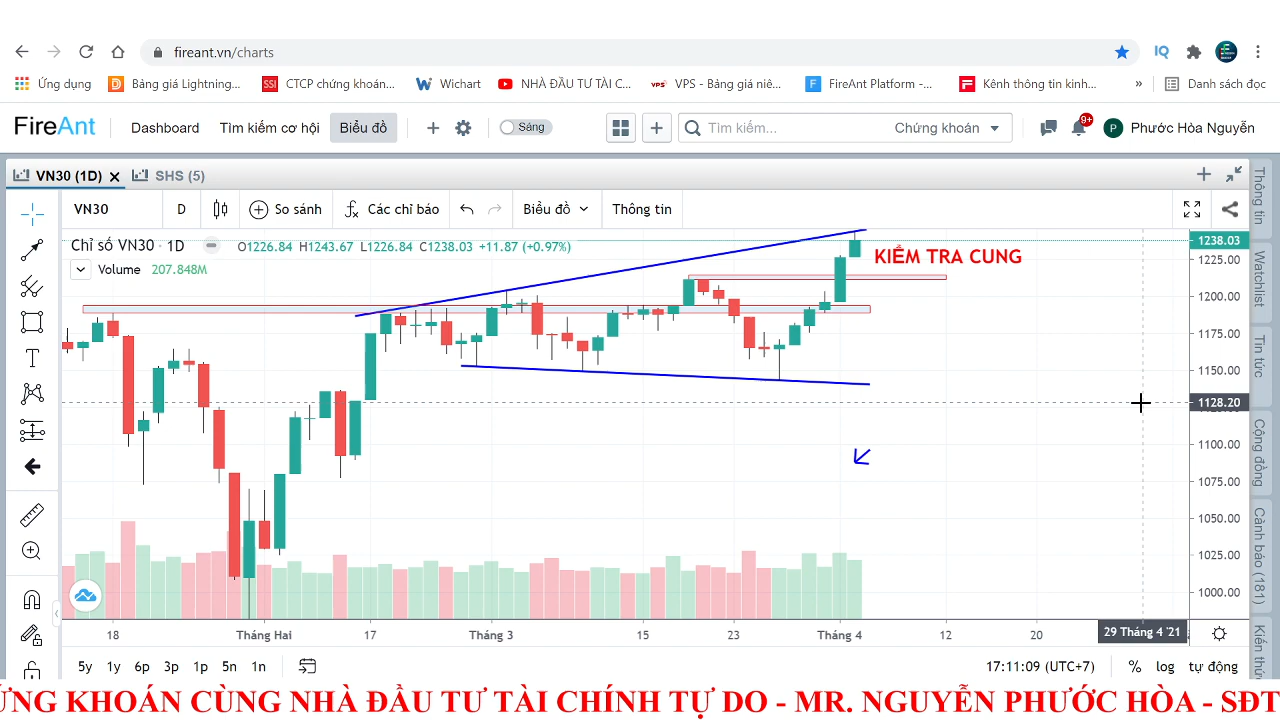 fireant.vn/charts
IQ
Ứng dụng
Bảng giá Lightning...
SSI CTCP chứng khoán...
Wichart
NHÀ ĐẦU TƯ TÀI C...
VPS VPS - Bảng giá niê...
FireAnt Platform -...
Kênh thông tin kinh...
»
Danh sách đọc
FireAnt
Dashboard
Tìm kiếm cơ hội
Biểu đồ
Sáng
Tìm kiếm...
Chứng khoán
9+
P Phước Hòa Nguyễn
VN30 (1D)
SHS (5)
VN30
D
So sánh
Các chỉ báo
Biểu đồ
Thông tin
Chỉ số VN30 · 1D
O1226.84 H1243.67 L1226.84 C1238.03 +11.87 (+0.97%)
Volume 207.848M
KIỂM TRA CUNG
1238.03
1225.00
1200.00
1175.00
1150.00
1128.20
1100.00
1075.00
1050.00
1025.00
1000.00
18
Tháng Hai
17
Tháng 3
15
23
Tháng 4
12
20
29 Tháng 4 '21
5y 1y 6p 3p 1p 5n 1n
17:11:09 (UTC+7)
% log tự động
Thông tin
Watchlist
Tin tức
Cộng đồng
Cảnh báo (181)
Kiến thức
ỨNG KHOÁN CÙNG NHÀ ĐẦU TƯ TÀI CHÍNH TỰ DO - MR. NGUYỄN PHƯỚC HÒA - SĐT